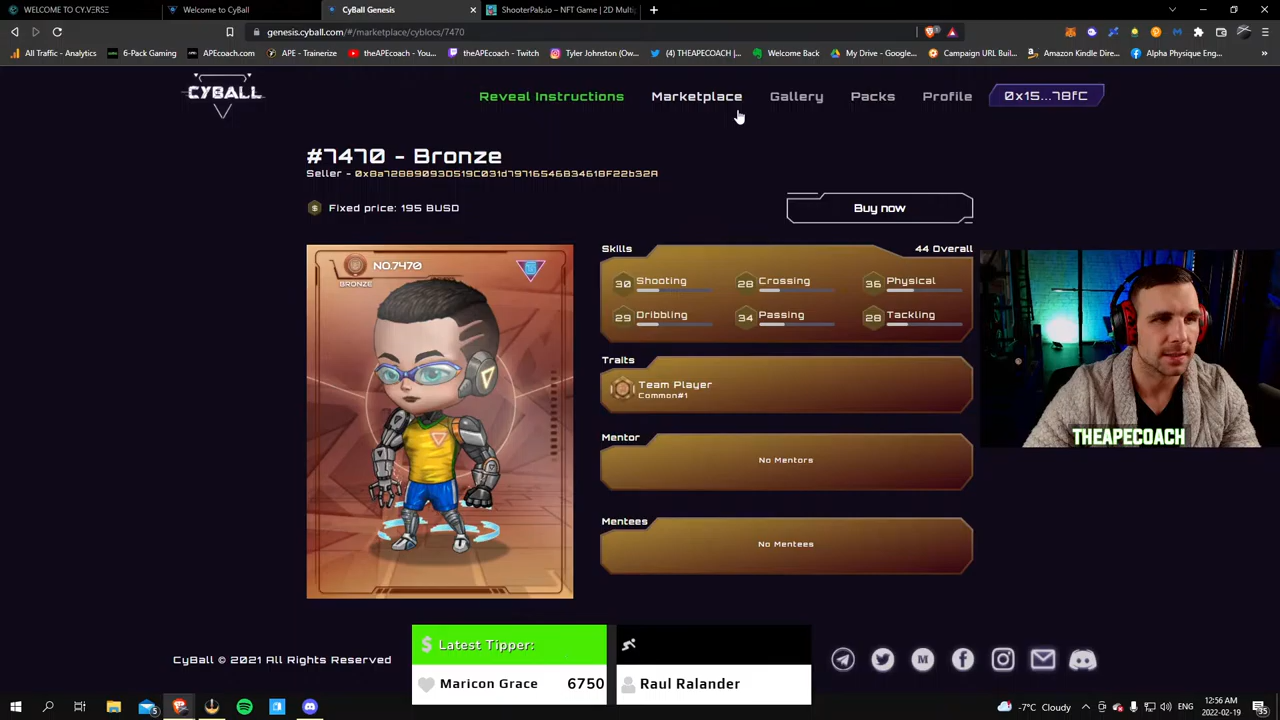 WELCOME TO CY.VERSE
Welcome to CyBall
CyBall Genesis
ShooterPals.io – NFT Game | 2D Multi
genesis.cyball.com/#/marketplace/cyblocs/7470
All Traffic - Analytics
6-Pack Gaming
APEcoach.com
APE - Trainerize
theAPEcoach - YouT...
theAPEcoach - Twitch
Tyler Johnston (Ow...
(4) THEAPECOACH |...
Welcome Back
My Drive - Google...
Campaign URL Buil...
Amazon Kindle Direc...
Alpha Physique Eng...
CYBALL
Reveal Instructions
Marketplace
Gallery
Packs
Profile
0x15...78fC
#7470 - Bronze
Seller - 0x8a728890930519C031d79716546834618F22b32A
Fixed price: 195 BUSD
Buy now
NO.7470
BRONZE
Skills
44 Overall
30 Shooting
28 Crossing
36 Physical
29 Dribbling
34 Passing
28 Tackling
Traits
Team Player
Common#1
Mentor
No Mentors
Mentees
No Mentees
THEAPECOACH
CyBall © 2021 All Rights Reserved
Latest Tipper:
Maricon Grace 6750
Raul Ralander
-7°C Cloudy
ENG
12:56 AM
2022-02-19